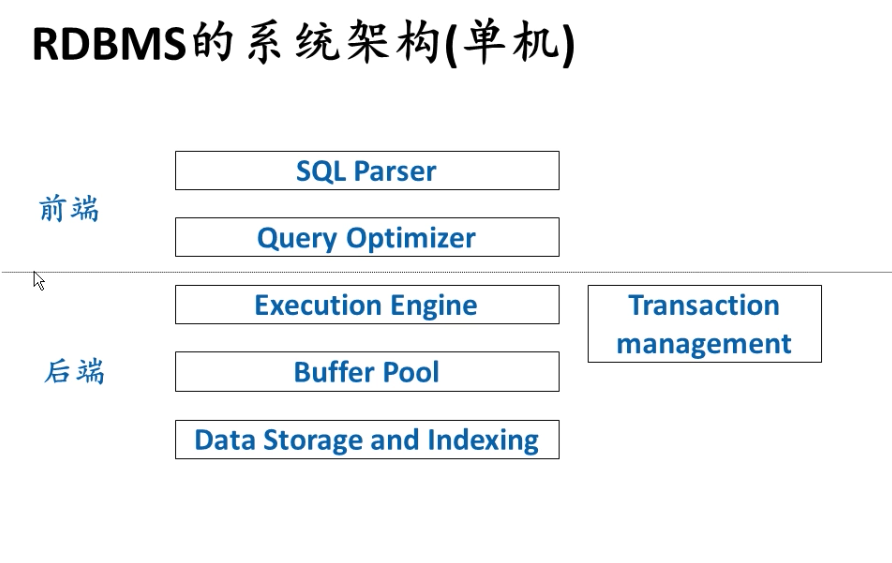 RDBMS的系统架构(单机)
SQL Parser
前端
Query Optimizer
Execution Engine
Transaction
management
后端
Buffer Pool
Data Storage and Indexing